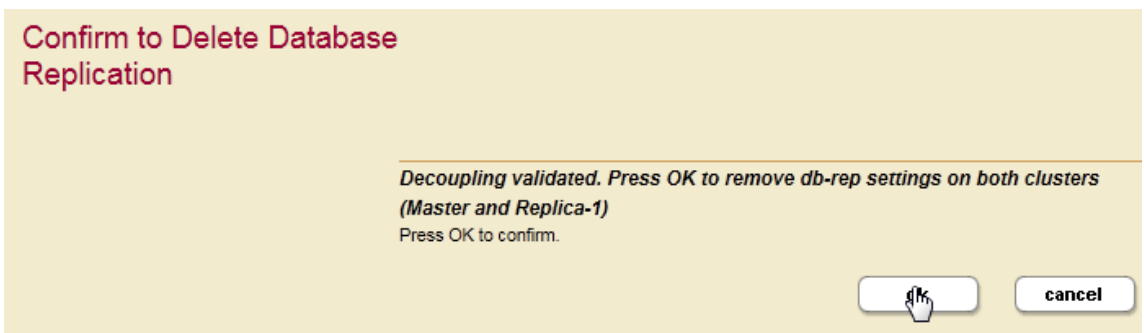 Confirm to Delete Database
Replication
Decoupling validated. Press OK to remove db-rep settings on both clusters
(Master and Replica-1)
Press OK to confirm.
ok
cancel